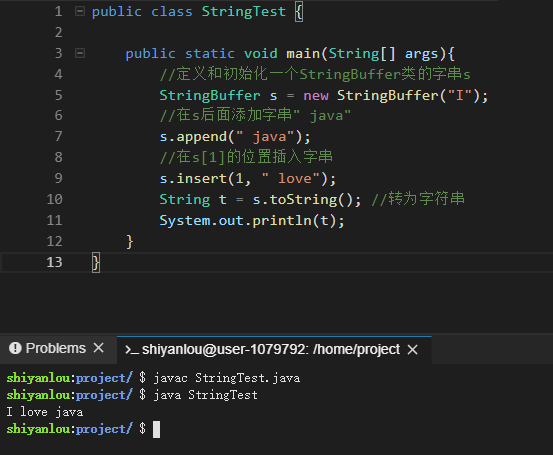 1 public class StringTest {
2
3 public static void main(String[] args){
4 //定义和初始化一个StringBuffer类的字串s
5 StringBuffer s = new StringBuffer("I");
6 //在s后面添加字串" java"
7 s.append(" java");
8 //在s[1]的位置插入字串
9 s.insert(1, " love");
10 String t = s.toString(); //转为字符串
11 System.out.println(t);
12 }
13 }
Problems × >_ shiyanlou@user-1079792: /home/project ×
shiyanlou:project/ $ javac StringTest.java
shiyanlou:project/ $ java StringTest
I love java
shiyanlou:project/ $